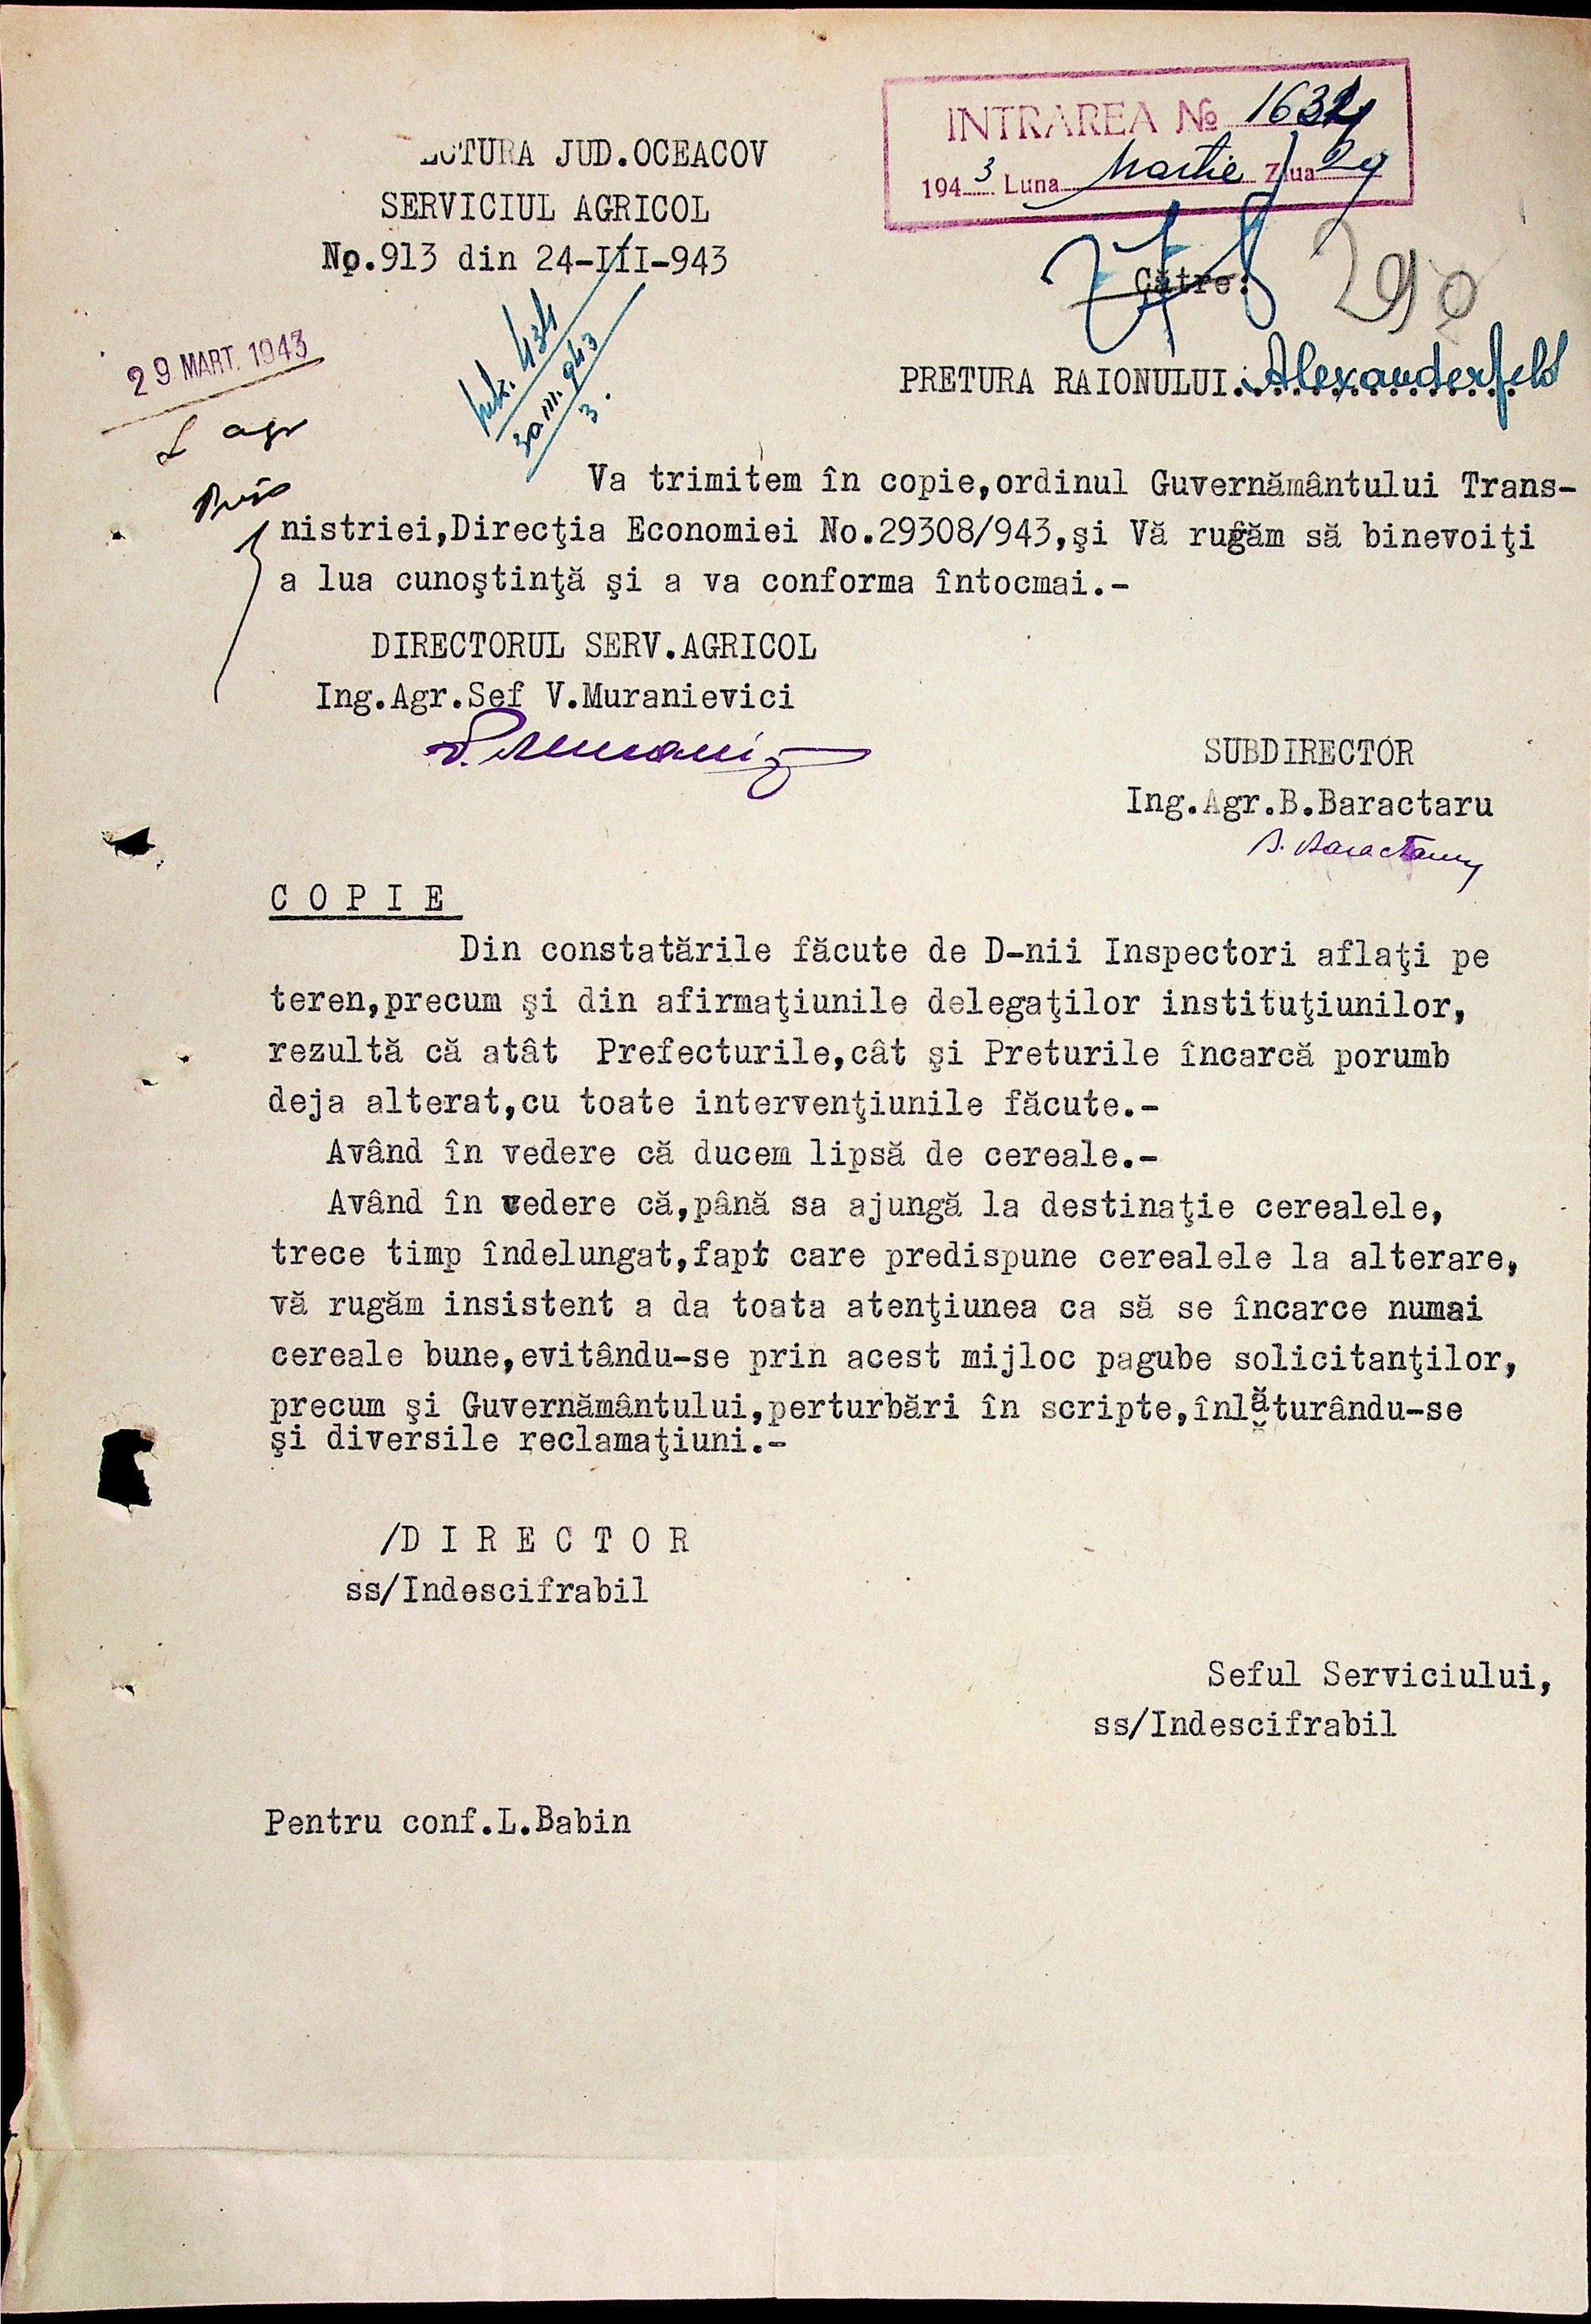 INTRAREA № 1632
1943 Luna Martie Ziua 29
ECTURA JUD.OCEACOV
SERVICIUL AGRICOL
No.913 din 24-III-943
Către:
290
29 MART. 1943
PRETURA RAIONULUI Alexanderfeld
434
30.III.943
3.
agr
Va trimitem în copie,ordinul Guvernământului Trans-
nistriei,Direcţia Economiei No.29308/943,şi Vă rugăm să binevoiţi
a lua cunoştinţă şi a va conforma întocmai.-
DIRECTORUL SERV.AGRICOL
Ing.Agr.Sef V.Muranievici
SUBDIRECTOR
Ing.Agr.B.Baractaru
B. Baractaru
C O P I E
Din constatările făcute de D-nii Inspectori aflaţi pe
teren,precum şi din afirmaţiunile delegaţilor instituţiunilor,
rezultă că atât Prefecturile,cât şi Preturile încarcă porumb
deja alterat,cu toate intervenţiunile făcute.-
Având în vedere că ducem lipsă de cereale.-
Având în vedere că,până sa ajungă la destinaţie cerealele,
trece timp îndelungat,fapt care predispune cerealele la alterare,
vă rugăm insistent a da toata atenţiunea ca să se încarce numai
cereale bune,evitându-se prin acest mijloc pagube solicitanţilor,
precum şi Guvernământului,perturbări în scripte,înlăturându-se
şi diversile reclamaţiuni.-
/D I R E C T O R
ss/Indescifrabil
Seful Serviciului,
ss/Indescifrabil
Pentru conf.L.Babin